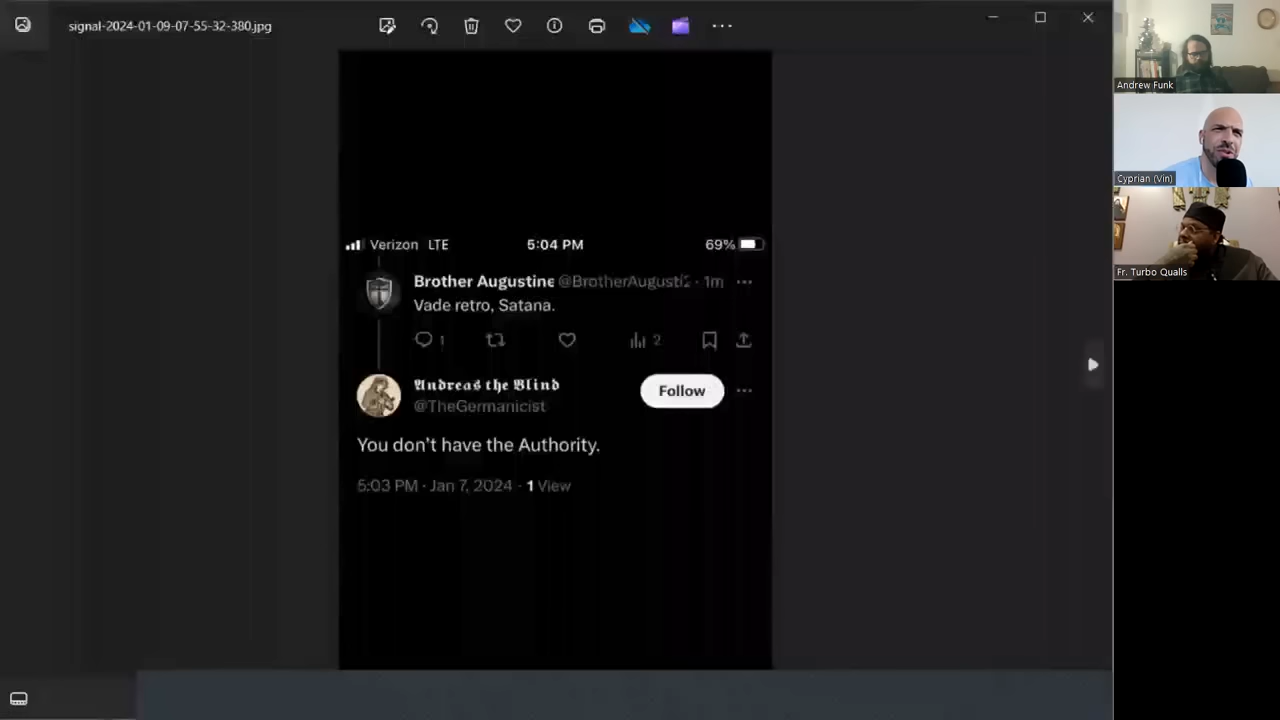 signal-2024-01-09-07-55-32-380.jpg
Andrew Funk
Cyprian (Vin)
Fr. Turbo Qualls
Verizon LTE 5:04 PM 69%
Brother Augustine @BrotherAugusti · 1m
Vade retro, Satana.
1 2
𝕬𝖓𝖉𝖗𝖊𝖆𝖘 𝖙𝖍𝖊 𝕭𝖑𝖎𝖓𝖉
Follow
@TheGermanicist
You don't have the Authority.
5:03 PM · Jan 7, 2024 · 1 View